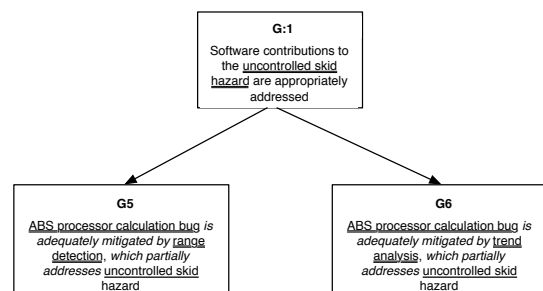 G:1
Software contributions to
the uncontrolled skid
hazard are appropriately
addressed
G5
ABS processor calculation bug is
adequately mitigated by range
detection, which partially
addresses uncontrolled skid
hazard
G6
ABS processor calculation bug is
adequately mitigated by trend
analysis, which partially
addresses uncontrolled skid
hazard